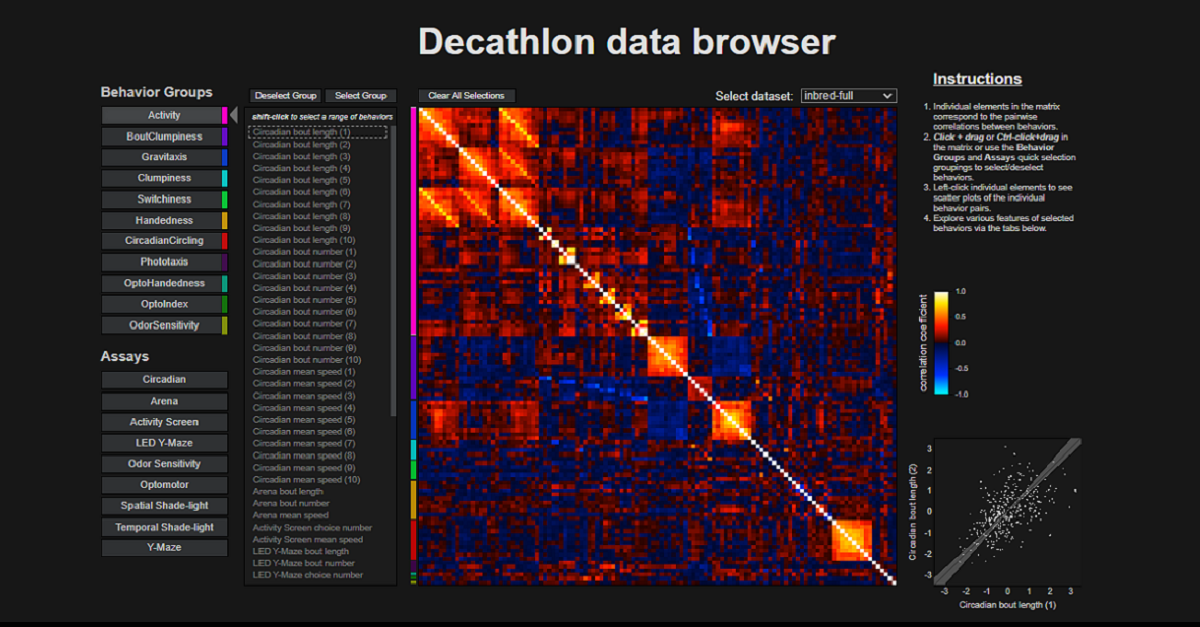 Decathlon data browser
Behavior Groups
Activity
BoutClumpiness
Gravitaxis
Clumpiness
Switchiness
Handedness
CircadianCircling
Phototaxis
OptoHandedness
OptoIndex
OdorSensitivity
Assays
Circadian
Arena
Activity Screen
LED Y-Maze
Odor Sensitivity
Optomotor
Spatial Shade-light
Temporal Shade-light
Y-Maze
Deselect Group
Select Group
shift-click to select a range of behaviors
Circadian bout length (1)
Circadian bout length (2)
Circadian bout length (3)
Circadian bout length (4)
Circadian bout length (5)
Circadian bout length (6)
Circadian bout length (7)
Circadian bout length (8)
Circadian bout length (9)
Circadian bout length (10)
Circadian bout number (1)
Circadian bout number (2)
Circadian bout number (3)
Circadian bout number (4)
Circadian bout number (5)
Circadian bout number (6)
Circadian bout number (7)
Circadian bout number (8)
Circadian bout number (9)
Circadian bout number (10)
Circadian mean speed (1)
Circadian mean speed (2)
Circadian mean speed (3)
Circadian mean speed (4)
Circadian mean speed (5)
Circadian mean speed (6)
Circadian mean speed (7)
Circadian mean speed (8)
Circadian mean speed (9)
Circadian mean speed (10)
Arena bout length
Arena bout number
Arena mean speed
Activity Screen choice number
Activity Screen mean speed
LED Y-Maze bout length
LED Y-Maze bout number
LED Y-Maze choice number
Clear All Selections
Select dataset: inbred-full
Instructions
1. Individual elements in the matrix
correspond to the pairwise
correlations between behaviors.
2. Click + drag or Ctrl-click+drag in
the matrix or use the Behavior
Groups and Assays quick selection
groupings to select/deselect
behaviors.
3. Left-click individual elements to see
scatter plots of the individual
behavior pairs.
4. Explore various features of selected
behaviors via the tabs below.
correlation coefficient
1.0
0.5
0.0
-0.5
-1.0
Circadian bout length (2)
3
2
1
0
-1
-2
-3
-3 -2 -1 0 1 2 3
Circadian bout length (1)